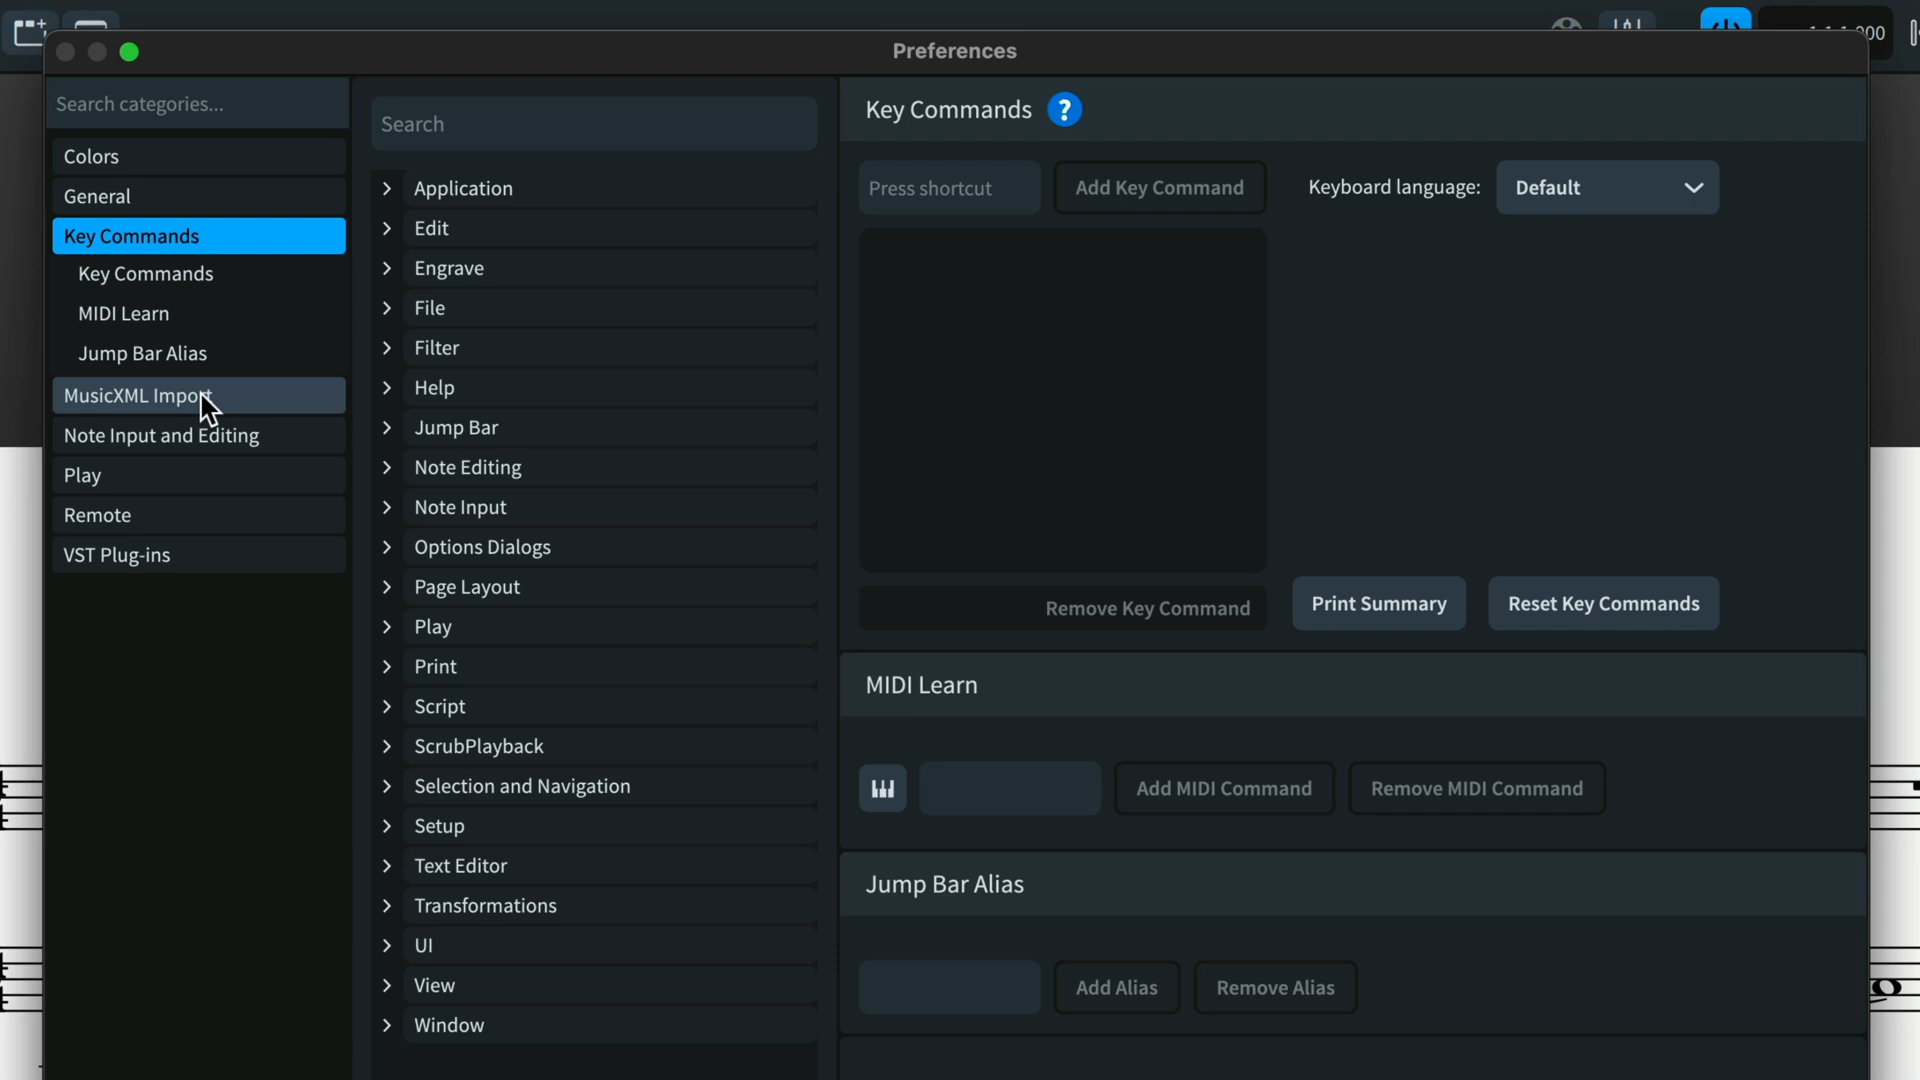 Preferences
Search categories...
Colors
General
Key Commands
Key Commands
MIDI Learn
Jump Bar Alias
MusicXML Import
Note Input and Editing
Play
Remote
VST Plug-ins
Search
Application
Edit
Engrave
File
Filter
Help
Jump Bar
Note Editing
Note Input
Options Dialogs
Page Layout
Play
Print
Script
ScrubPlayback
Selection and Navigation
Setup
Text Editor
Transformations
UI
View
Window
Key Commands ?
Press shortcut Add Key Command Keyboard language: Default
Remove Key Command Print Summary Reset Key Commands
MIDI Learn
Add MIDI Command Remove MIDI Command
Jump Bar Alias
Add Alias Remove Alias